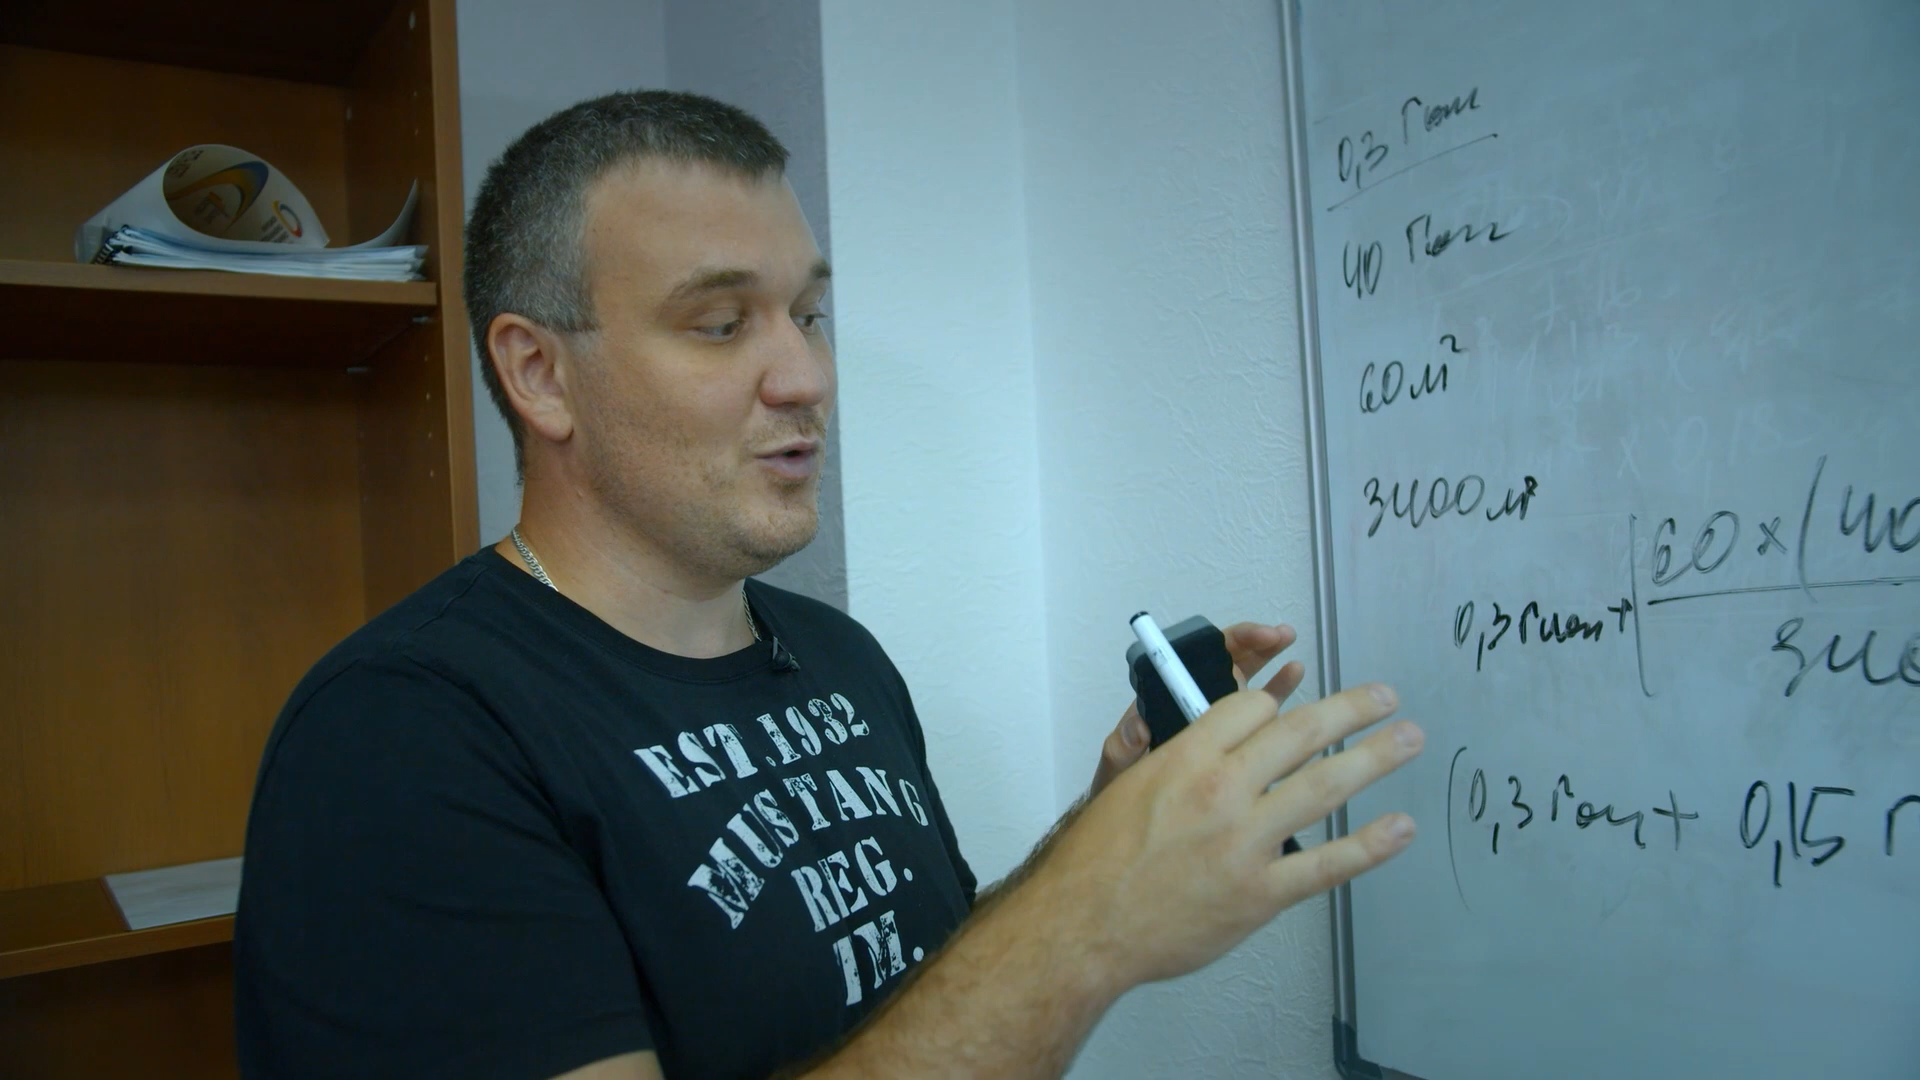 EST.1932
MUSTANG
REG.
IM.
0,3 Гкал
40 Гкал
60 м²
3400 м²
60 х (40
340
0,3 Гкал +
(0,3 Гкал + 0,15 Г